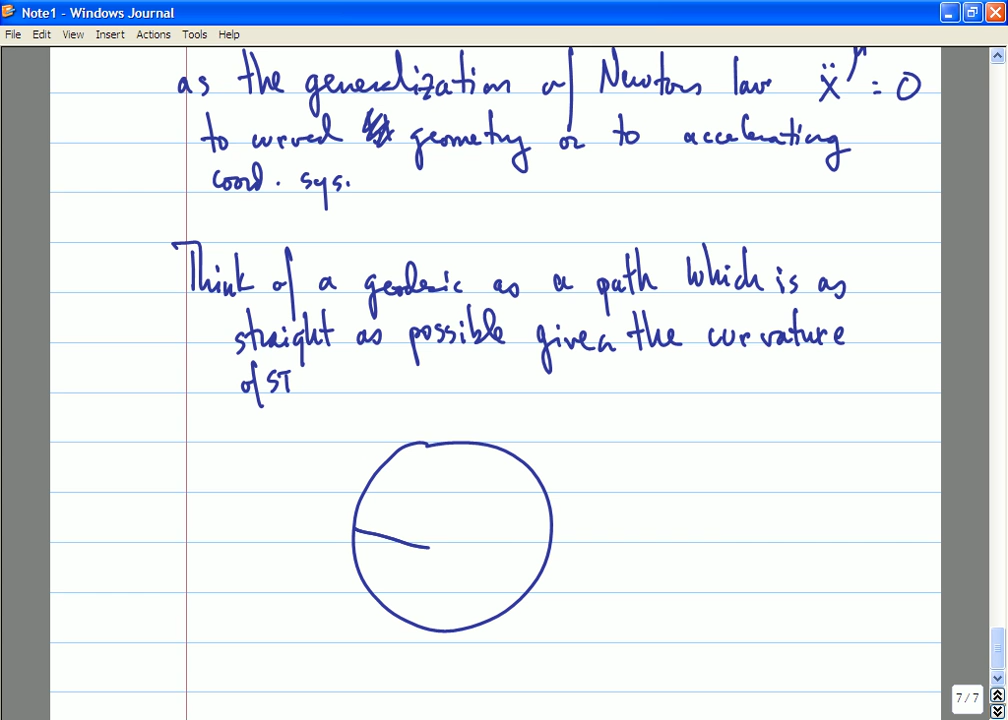 Note1 - Windows Journal
File Edit View Insert Actions Tools Help
as the generalization of Newtons law ẍ^μ = 0
to curved geometry or to accelerating
coord. sys.
Think of a geodesic as a path which is as
straight as possible given the curvature
of ST
7 / 7